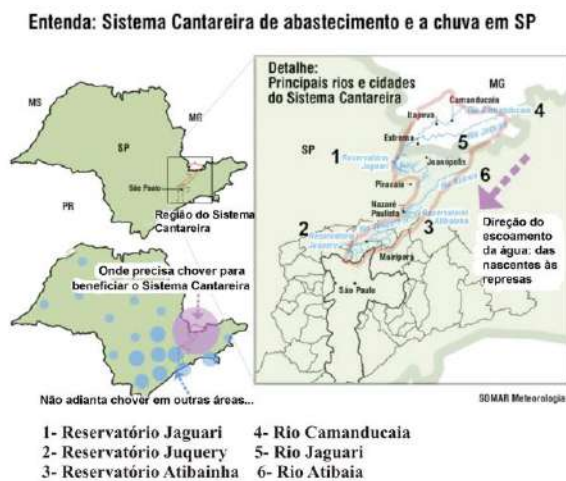 Entenda: Sistema Cantareira de abastecimento e a chuva em SP
MS
MG
SP
São Paulo
PR
Região do Sistema
Cantareira
Onde precisa chover para
beneficiar o Sistema Cantareira
Não adianta chover em outras áreas...
Detalhe:
Principais rios e cidades
do Sistema Cantareira
MG
Camanducaia
Rio Camanducaia
4
Itapeva
Extrema
5
SP
1
Reservatório
Jaguari
Joanópolis
6
Piracaia
Nazaré
Paulista
Reservatório
Atibainha
2
3
Reservatório
Mairiporã
São Paulo
Direção do
escoamento
da água: das
nascentes às
represas
SOMAR Meteorologia
1- Reservatório Jaguari
2- Reservatório Juquery
3- Reservatório Atibainha
4- Rio Camanducaia
5- Rio Jaguari
6- Rio Atibaia